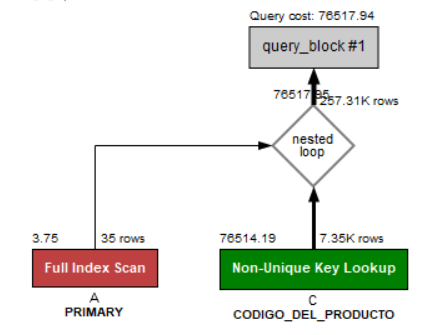 Query cost: 76517.94
query_block #1
76517.95
257.31K rows
nested
loop
3.75
35 rows
76514.19
7.35K rows
Full Index Scan
Non-Unique Key Lookup
A
C
PRIMARY
CODIGO_DEL_PRODUCTO